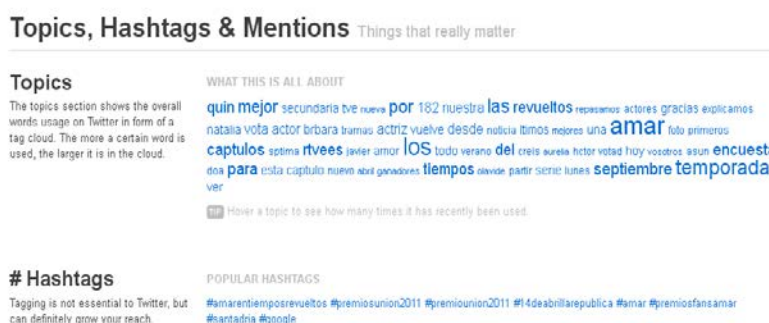 Topics, Hashtags & Mentions Things that really matter
Topics
The topics section shows the overall
words usage on Twitter in form of a
tag cloud. The more a certain word is
used, the larger it is in the cloud.
WHAT THIS IS ALL ABOUT
quin mejor secundaria tve nueva por 182 nuestra las revueltos repasamos actores gracias explicamos
natalia vota actor brbara tramas actriz vuelve desde noticia ltimos mejores una amar foto primeros
captulos sptima rtvees javier amor los todo verano del creis aurelia hctor votad hoy vosotros asun encuest
doa para esta captulo nuevo abril ganadores tiempos olavide partir serie lunes septiembre temporada
ver
TIP Hover a topic to see how many times it has recently been used.
# Hashtags
Tagging is not essential to Twitter, but
can definitely grow your reach.
POPULAR HASHTAGS
#amarentiemposrevueltos #premiosunion2011 #premiounion2011 #14deabrillarepublica #amar #premiosfansamar
#santadria #google